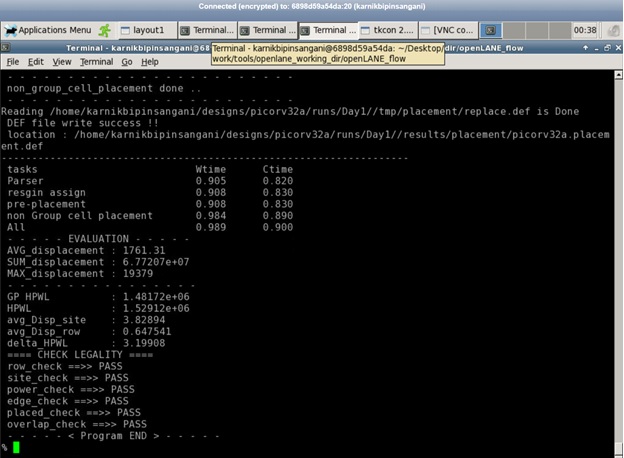 Connected (encrypted) to: 6898d59a54da:20 (karnikbipinsangani)
Applications Menu layout1 Terminal... Terminal ... Terminal... tkcon 2.... [VNC co... 00:38
Terminal - karnikbipinsangani@6898d59a54da: ~/Desktop/
work/tools/openlane_working_dir/openLANE_flow
File Edit View Terminal Go Help
- - - - - - - - - - - - - - - - - - - - - - - -
non_group_cell_placement done ..
- - - - - - - - - - - - - - - - - - - - - - - -
Reading /home/karnikbipinsangani/designs/picorv32a/runs/Day1//tmp/placement/replace.def is Done
DEF file write success !!
location : /home/karnikbipinsangani/designs/picorv32a/runs/Day1//results/placement/picorv32a.placem
ent.def
-------------------------------------------------------------------
tasks Wtime Ctime
Parser 0.905 0.820
resgin assign 0.908 0.830
pre-placement 0.908 0.830
non Group cell placement 0.984 0.890
All 0.989 0.900
- - - - - EVALUATION - - - - -
AVG_displacement : 1761.31
SUM_displacement : 6.77207e+07
MAX_displacement : 19379
- - - - - - - - - - - - - - - -
GP HPWL : 1.48172e+06
HPWL : 1.52912e+06
avg_Disp_site : 3.82894
avg_Disp_row : 0.647541
delta_HPWL : 3.19908
==== CHECK LEGALITY ====
row_check ==>> PASS
site_check ==>> PASS
power_check ==>> PASS
edge_check ==>> PASS
placed_check ==>> PASS
overlap_check ==>> PASS
- - - - - < Program END > - - - - -
%